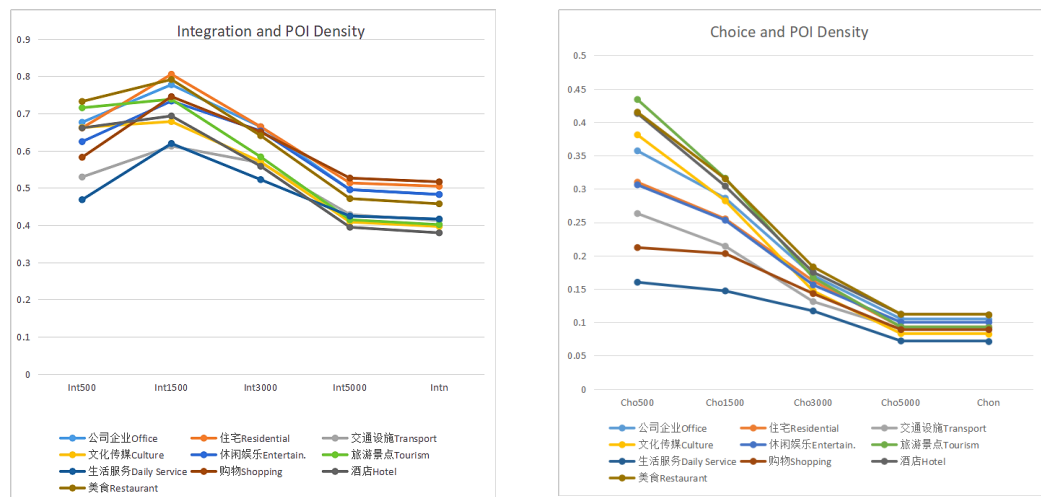 Integration and POI Density
0.9
0.8
0.7
0.6
0.5
0.4
0.3
0.2
0.1
0
Int500 Int1500 Int3000 Int5000 Intn
公司企业Office 住宅Residential 交通设施Transport
文化传媒Culture 休闲娱乐Entertain. 旅游景点Tourism
生活服务Daily Service 购物Shopping 酒店Hotel
美食Restaurant
Choice and POI Density
0.5
0.45
0.4
0.35
0.3
0.25
0.2
0.15
0.1
0.05
0
Cho500 Cho1500 Cho3000 Cho5000 Chon
公司企业Office 住宅Residential 交通设施Transport
文化传媒Culture 休闲娱乐Entertain. 旅游景点Tourism
生活服务Daily Service 购物Shopping 酒店Hotel
美食Restaurant